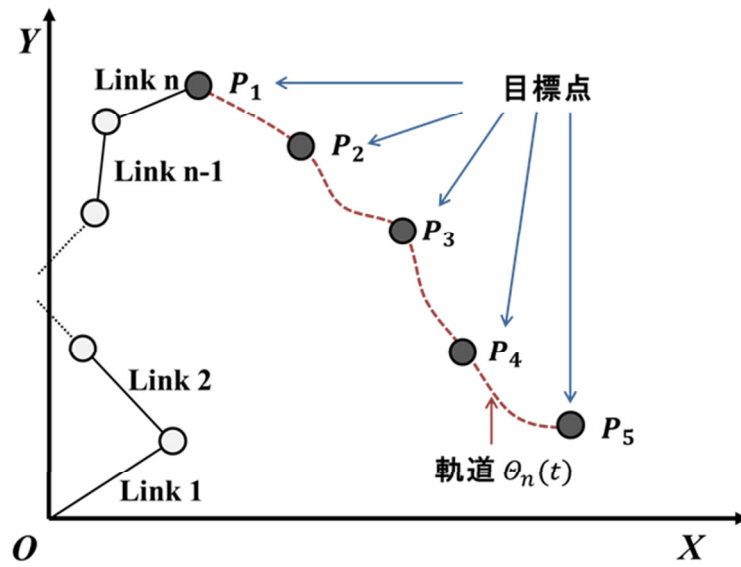 Y
Link n
P₁
目標点
P₂
Link n-1
P₃
P₄
Link 2
P₅
軌道 Θₙ(t)
Link 1
O
X